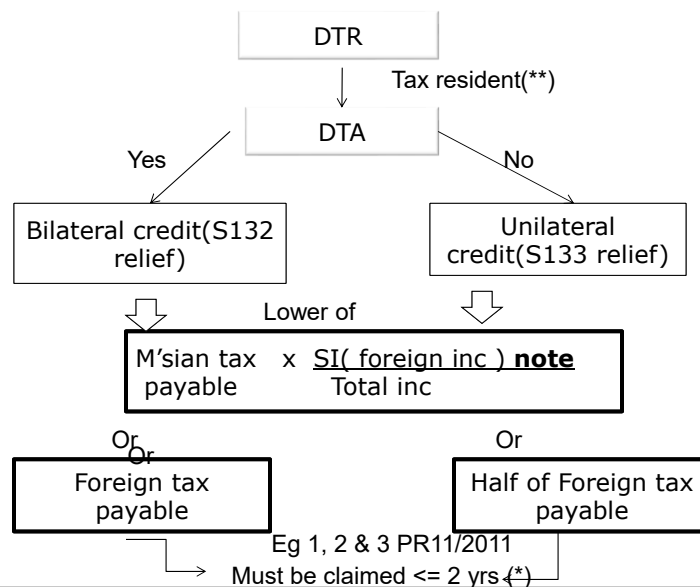 DTR
Tax resident(**)
DTA
Yes
No
Bilateral credit(S132
relief)
Unilateral
credit(S133 relief)
Lower of
M'sian tax x SI( foreign inc ) note
payable Total inc
Or
Or
Or
Foreign tax
payable
Half of Foreign tax
payable
Eg 1, 2 & 3 PR11/2011
Must be claimed <= 2 yrs (*)